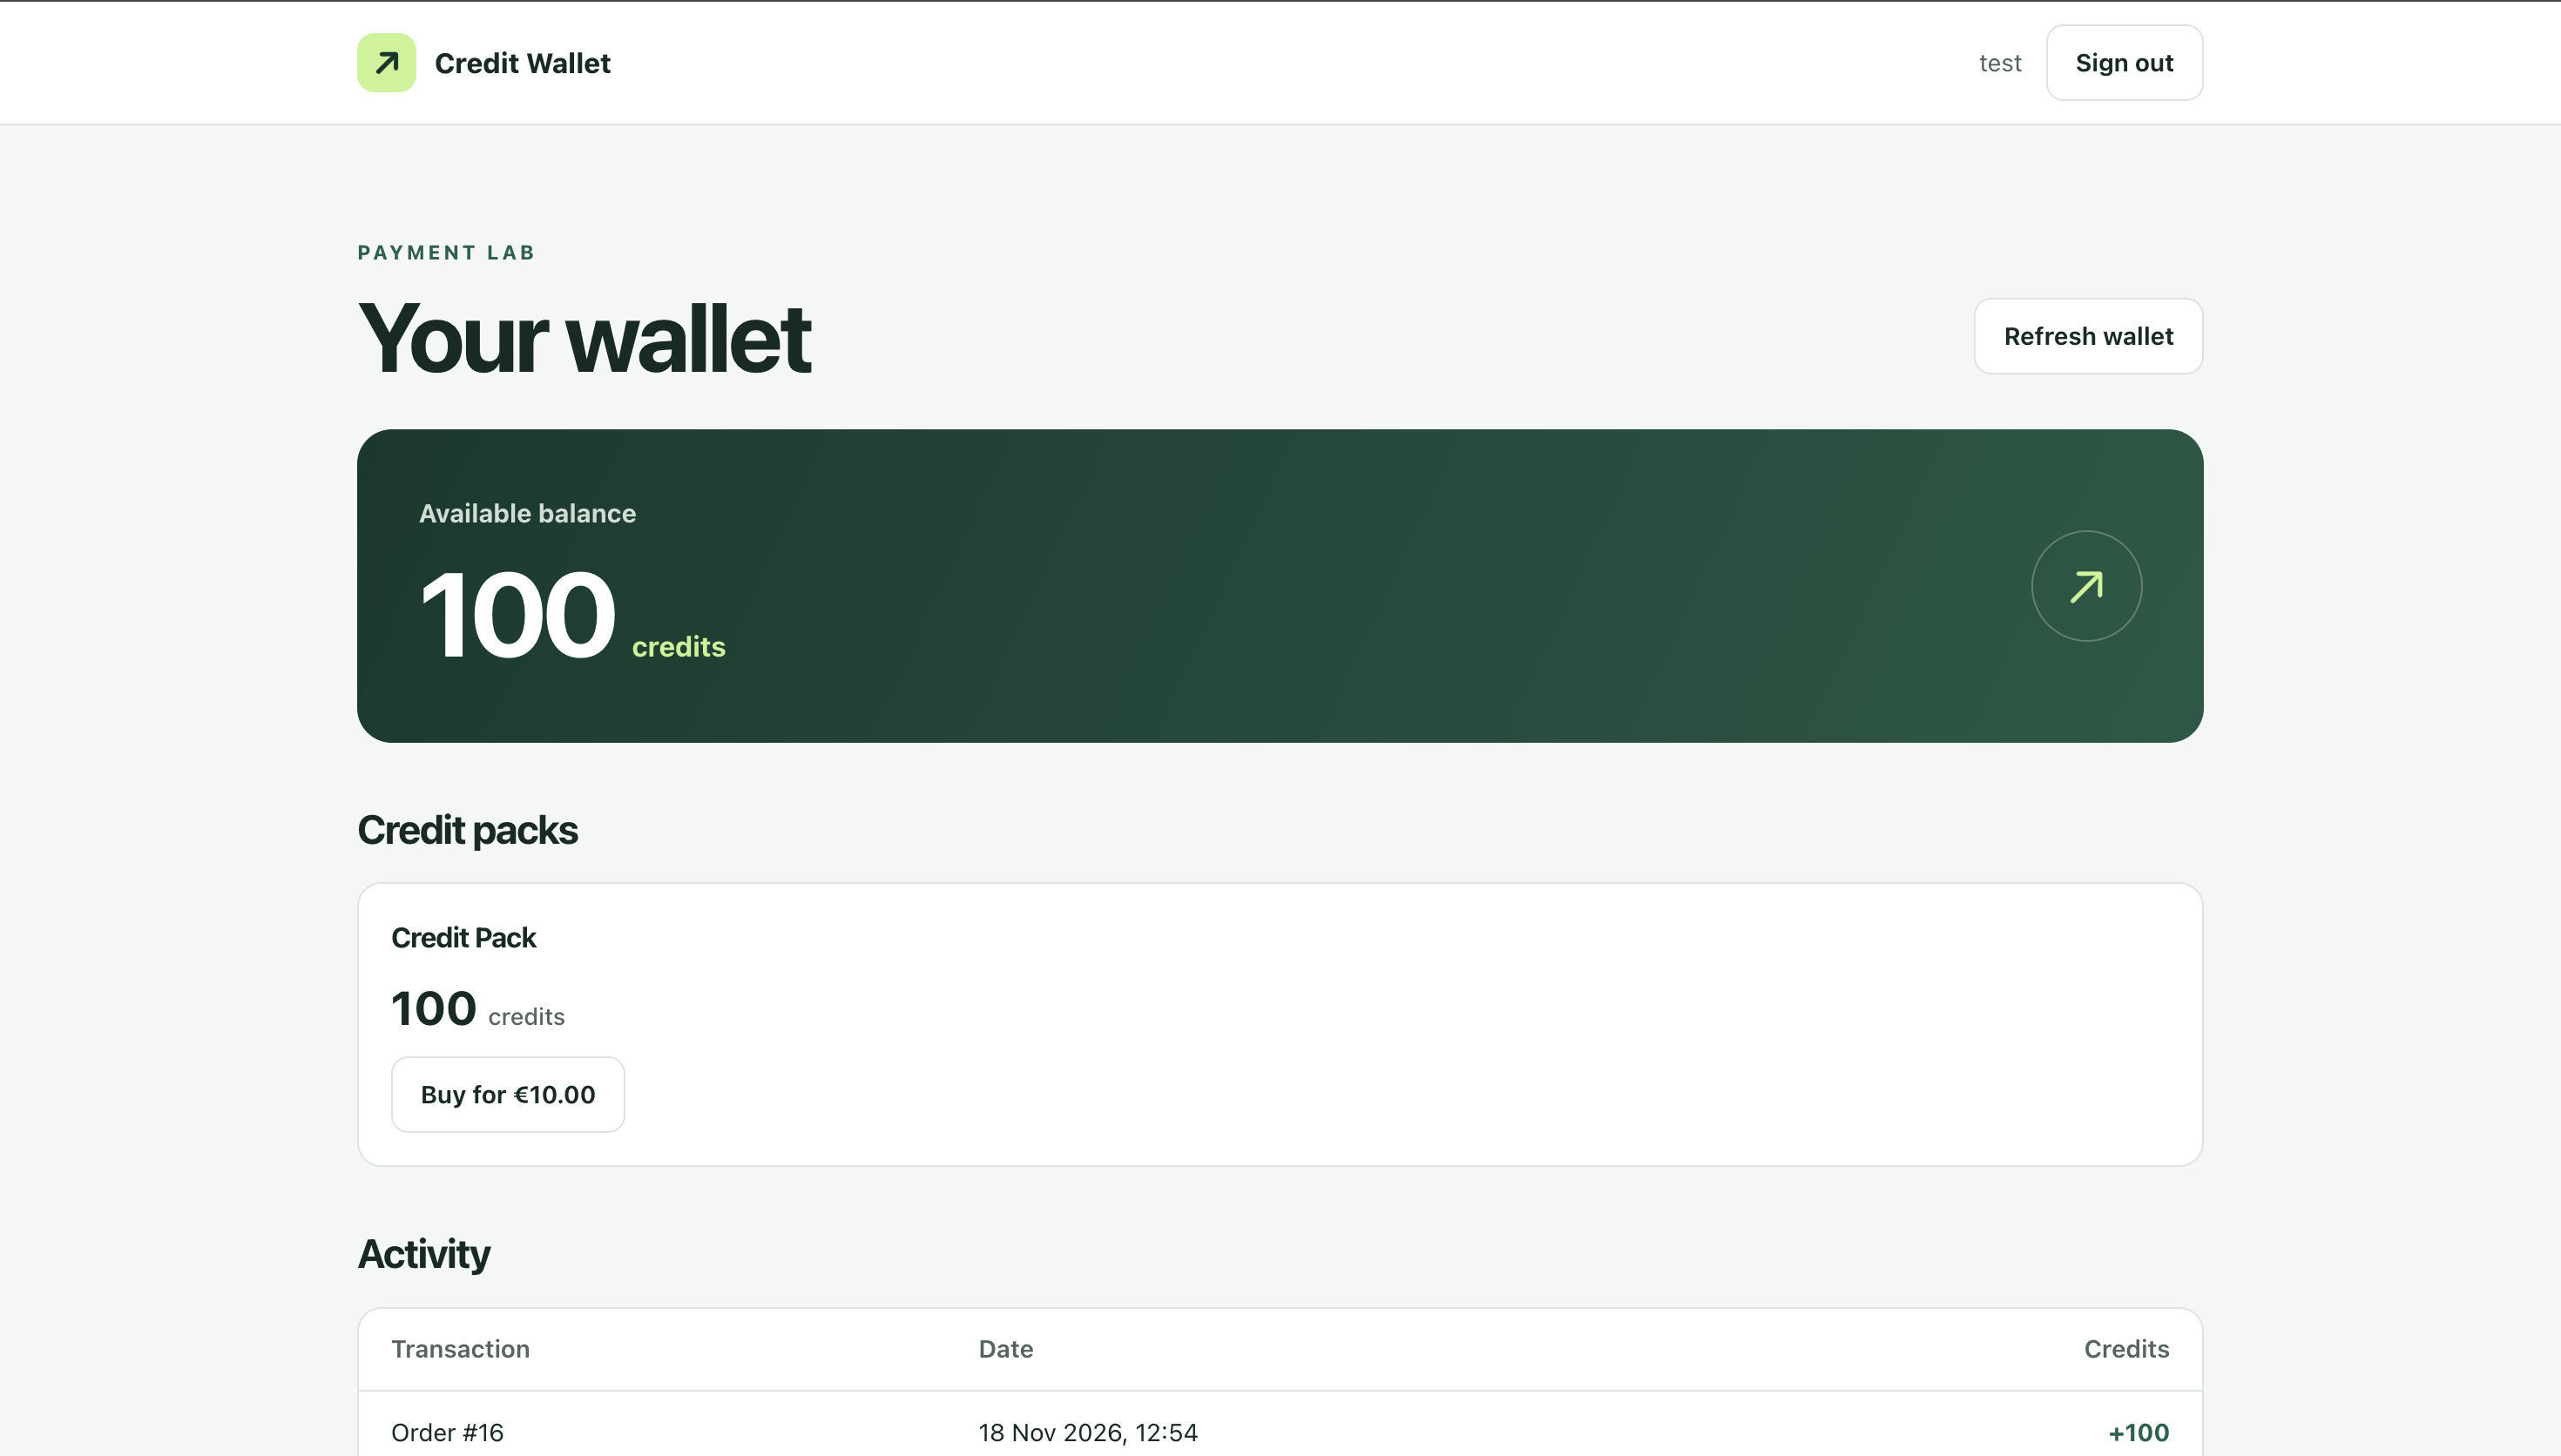 Credit Wallet
test
Sign out
PAYMENT LAB
Your wallet
Refresh wallet
Available balance
100 credits
Credit packs
Credit Pack
100 credits
Buy for €10.00
Activity
Transaction Date Credits
Order #16 18 Nov 2026, 12:54 +100